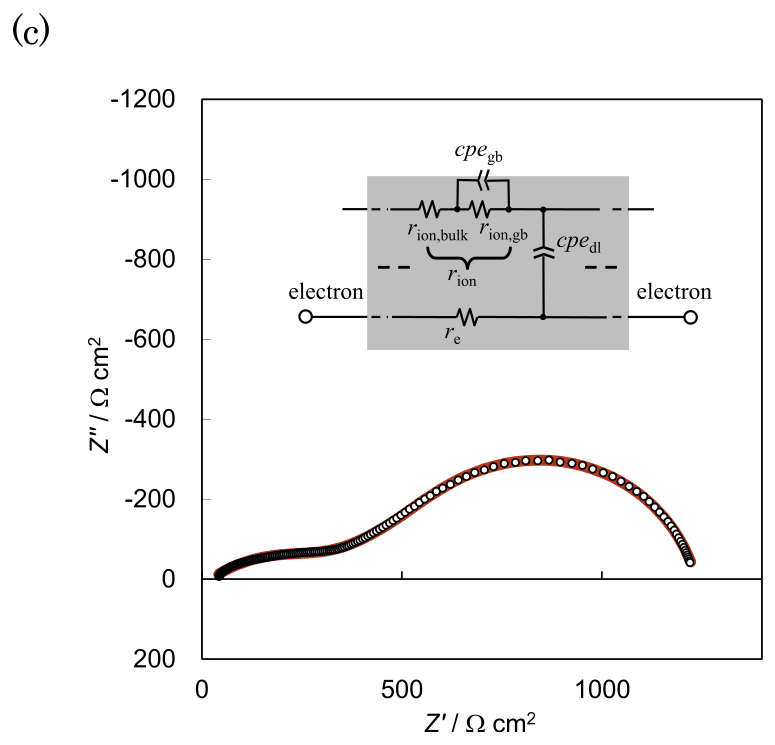 (c)
-1200
-1000
-800
-600
-400
-200
0
200
0 500 1000
Z″ / Ω cm²
Z′ / Ω cm²
cpe_gb
r_ion,bulk r_ion,gb
r_ion
cpe_dl
electron electron
r_e